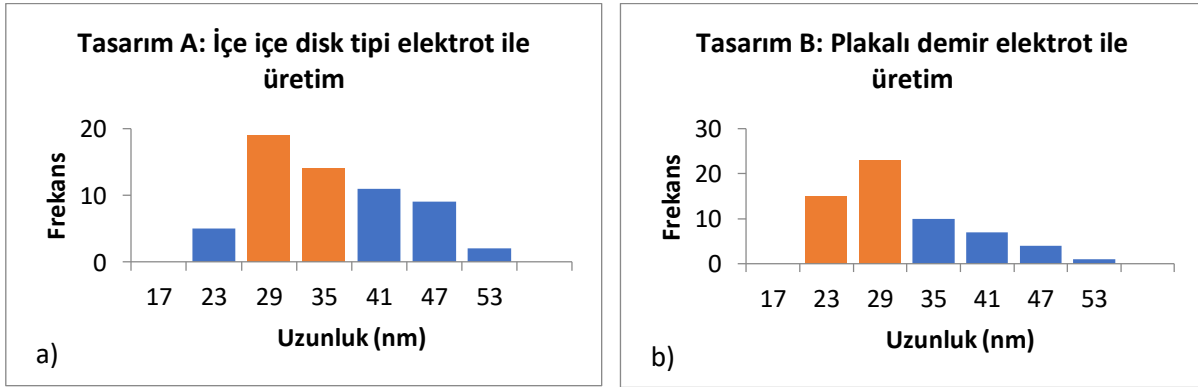 Tasarım A: İçe içe disk tipi elektrot ile
üretim
20
10
0
Frekans
17 23 29 35 41 47 53
Uzunluk (nm)
a)
Tasarım B: Plakalı demir elektrot ile
üretim
30
20
10
0
Frekans
17 23 29 35 41 47 53
Uzunluk (nm)
b)